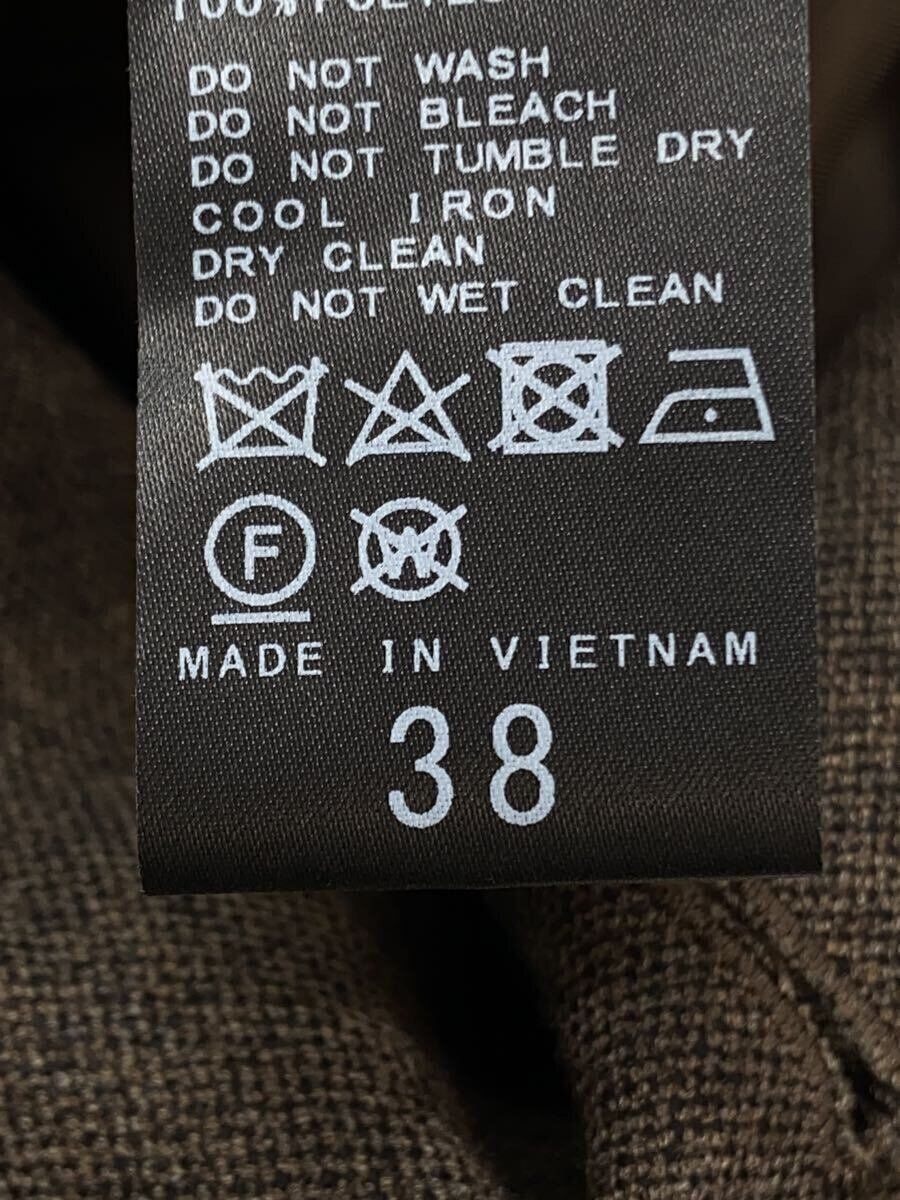 DO NOT WASH
DO NOT BLEACH
DO NOT TUMBLE DRY
COOL IRON
DRY CLEAN
DO NOT WET CLEAN
F W
MADE IN VIETNAM
38